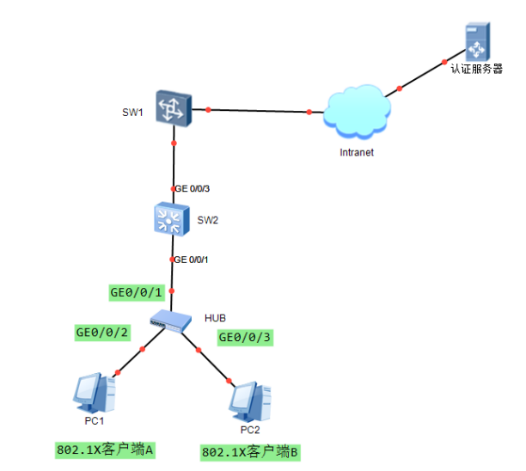 认证服务器
SW1
Intranet
GE 0/0/3
SW2
GE 0/0/1
GE0/0/1
HUB
GE0/0/2
GE0/0/3
PC1
PC2
802.1X客户端A
802.1X客户端B